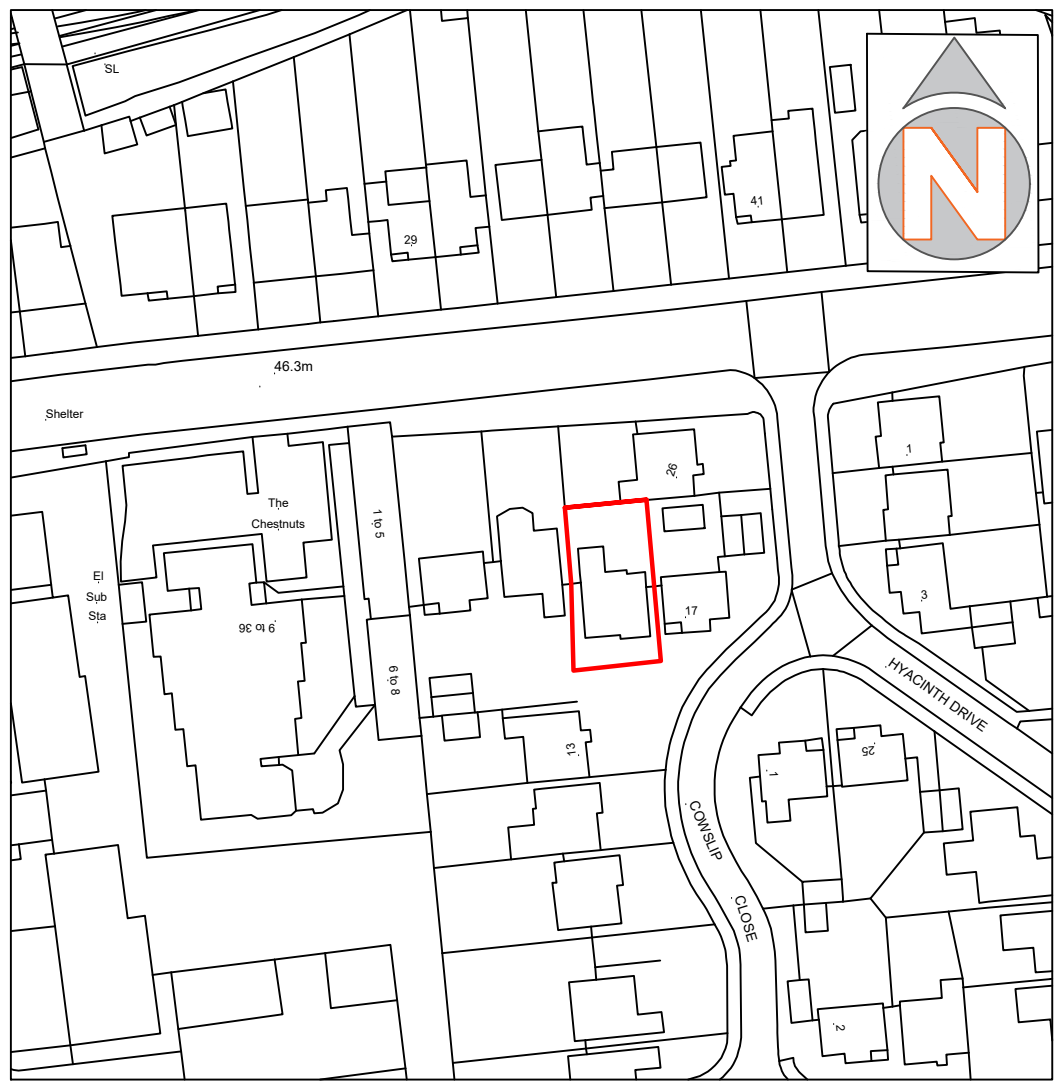 SL
N
29
41
46.3m
Shelter
The
Chestnuts
1 to 5
26
1
El
Sub
Sta
9 to 36
6 to 8
17
3
HYACINTH DRIVE
13
1
25
COWSLIP
CLOSE
2